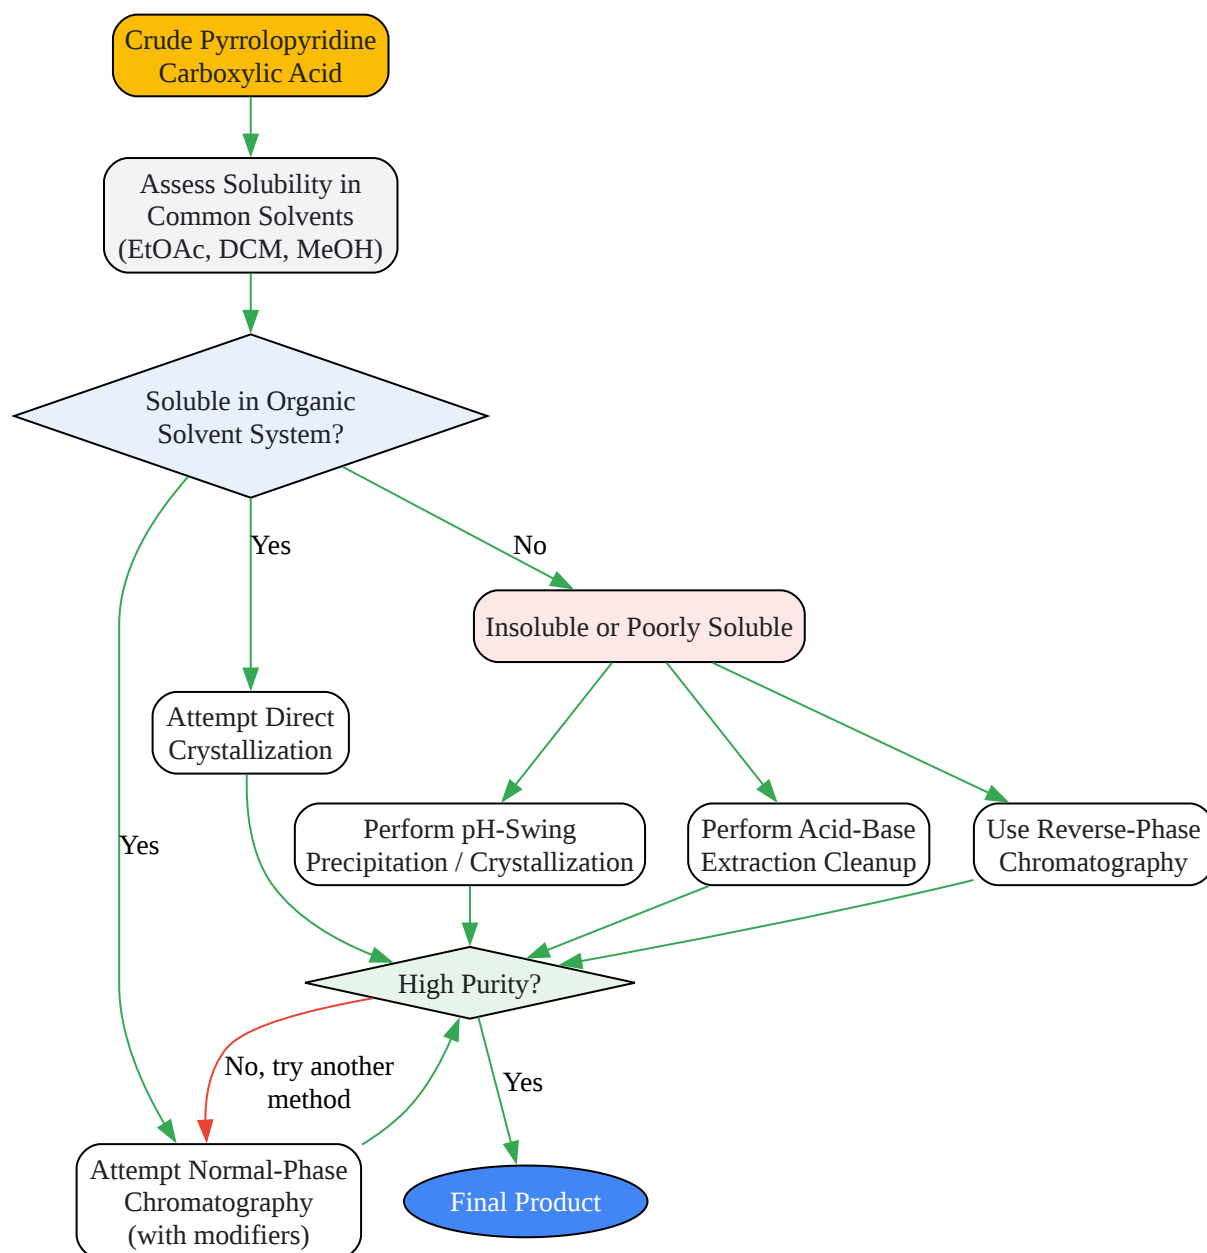 Crude Pyrrolopyridine
Carboxylic Acid
Assess Solubility in
Common Solvents
(EtOAc, DCM, MeOH)
Soluble in Organic
Solvent System?
Yes
No
Insoluble or Poorly Soluble
Attempt Direct
Crystallization
Yes
Perform pH-Swing
Precipitation / Crystallization
Perform Acid-Base
Extraction Cleanup
Use Reverse-Phase
Chromatography
High Purity?
No, try another
method
Yes
Attempt Normal-Phase
Chromatography
(with modifiers)
Final Product